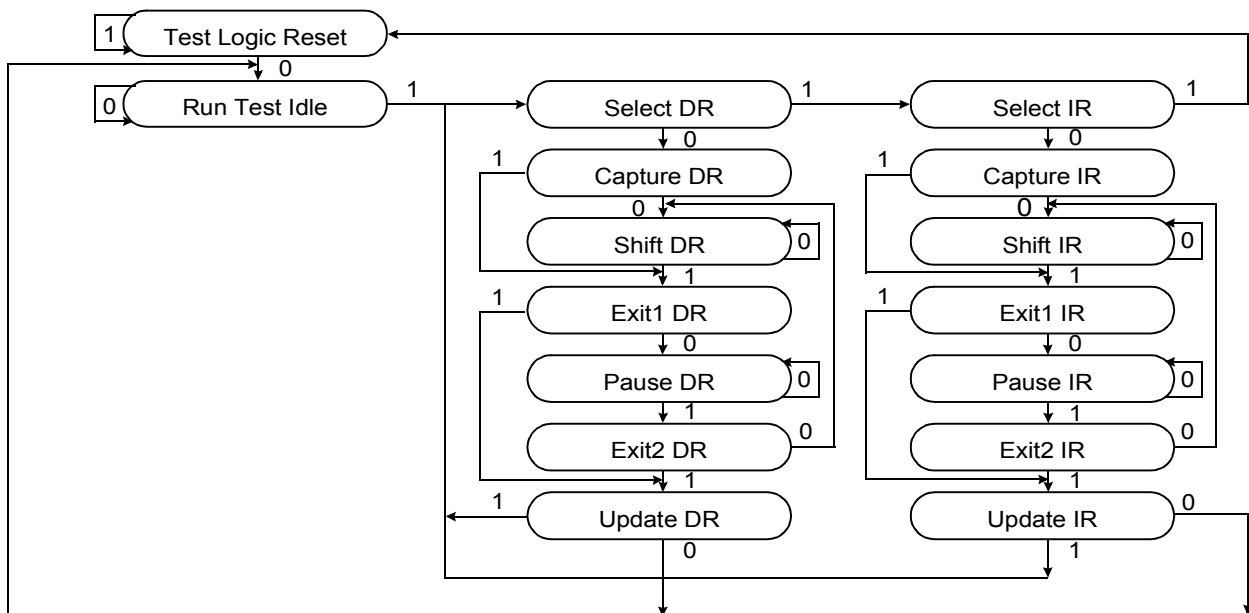 1
Test Logic Reset
0
0
Run Test Idle
1
Select DR
1
Select IR
1
0
0
1
Capture DR
1
Capture IR
0
0
Shift DR
0
Shift IR
0
1
1
1
Exit1 DR
1
Exit1 IR
0
0
Pause DR
0
Pause IR
0
1
1
Exit2 DR
0
Exit2 IR
0
1
1
1
Update DR
Update IR
0
0
1